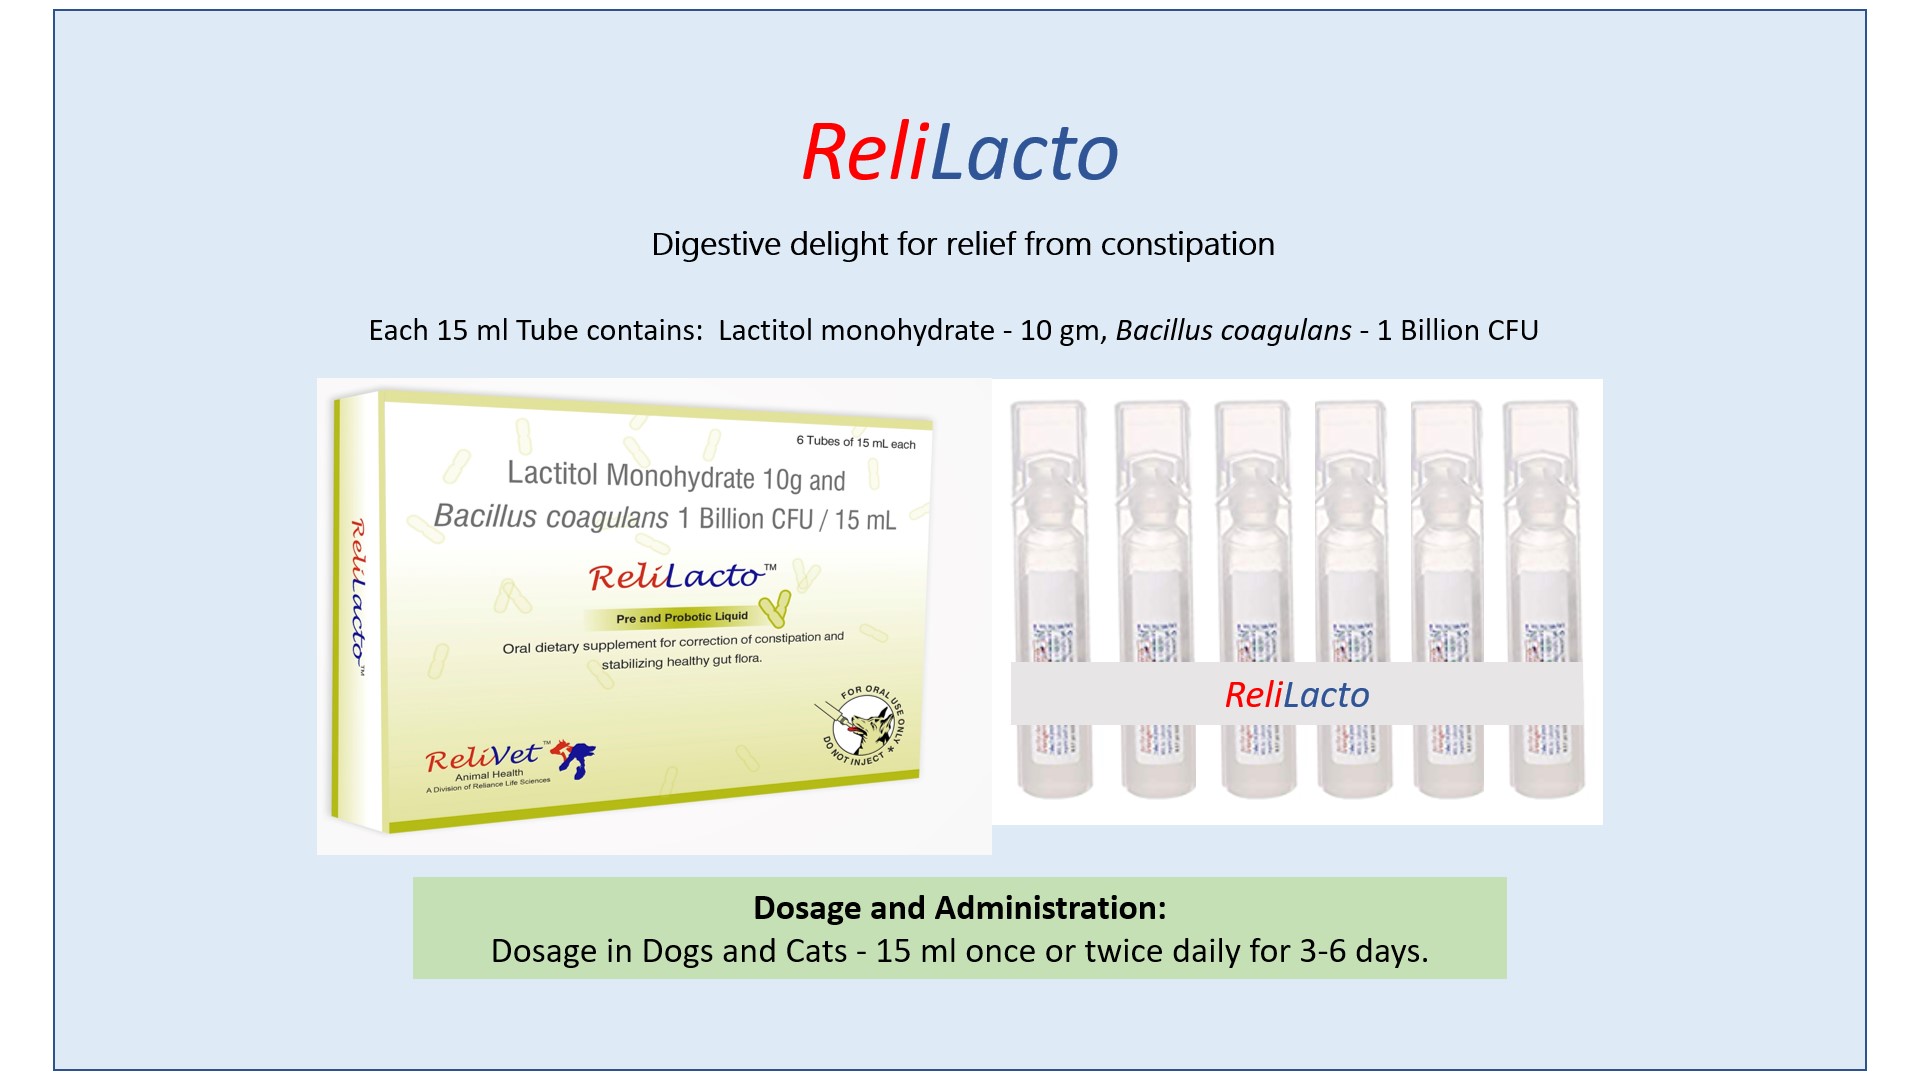 ReliLacto
Digestive delight for relief from constipation
Each 15 ml Tube contains:  Lactitol monohydrate - 10 gm, Bacillus coagulans - 1 Billion CFU
6 Tubes of 15 mL each
Lactitol Monohydrate 10g and
Bacillus coagulans 1 Billion CFU / 15 mL
ReliLacto™
Pre and Probotic Liquid
Oral dietary supplement for correction of constipation and
stabilizing healthy gut flora.
ReliLacto™
FOR ORAL USE ONLY
DO NOT INJECT *
ReliVet™
Animal Health
A Division of Reliance Life Sciences
ReliLacto
Dosage and Administration:
Dosage in Dogs and Cats - 15 ml once or twice daily for 3-6 days.